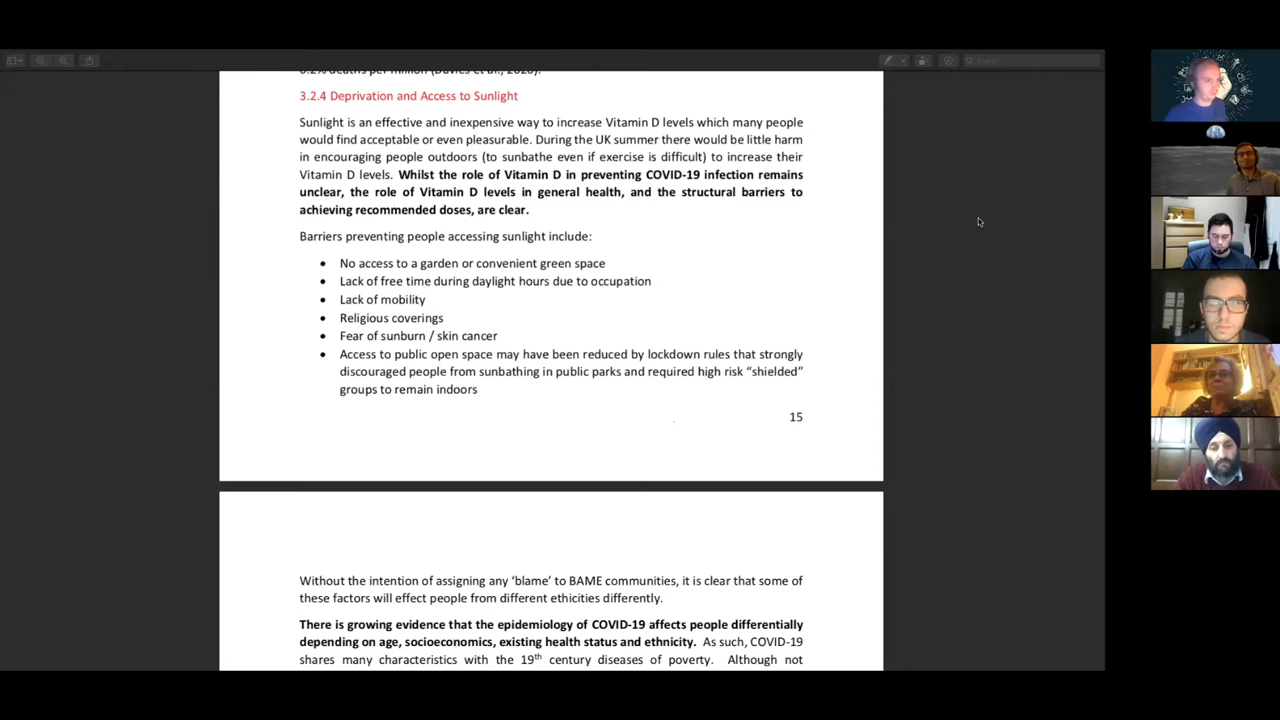 0.2% deaths per million (Davies et al., 2020).
3.2.4 Deprivation and Access to Sunlight
Sunlight is an effective and inexpensive way to increase Vitamin D levels which many people
would find acceptable or even pleasurable. During the UK summer there would be little harm
in encouraging people outdoors (to sunbathe even if exercise is difficult) to increase their
Vitamin D levels. Whilst the role of Vitamin D in preventing COVID-19 infection remains
unclear, the role of Vitamin D levels in general health, and the structural barriers to
achieving recommended doses, are clear.
Barriers preventing people accessing sunlight include:
• No access to a garden or convenient green space
• Lack of free time during daylight hours due to occupation
• Lack of mobility
• Religious coverings
• Fear of sunburn / skin cancer
• Access to public open space may have been reduced by lockdown rules that strongly
discouraged people from sunbathing in public parks and required high risk “shielded”
groups to remain indoors
15
Without the intention of assigning any ‘blame’ to BAME communities, it is clear that some of
these factors will effect people from different ethicities differently.
There is growing evidence that the epidemiology of COVID-19 affects people differentially
depending on age, socioeconomics, existing health status and ethnicity. As such, COVID-19
shares many characteristics with the 19th century diseases of poverty. Although not